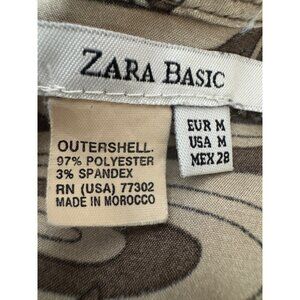 ZARA BASIC
OUTERSHELL.
97% POLYESTER
3% SPANDEX
RN (USA) 77302
MADE IN MOROCCO
EUR M
USA M
MEX 28